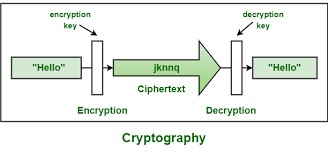 encryption
key
decryption
key
"Hello"
jknnq
"Hello"
Ciphertext
Encryption
Decryption
Cryptography